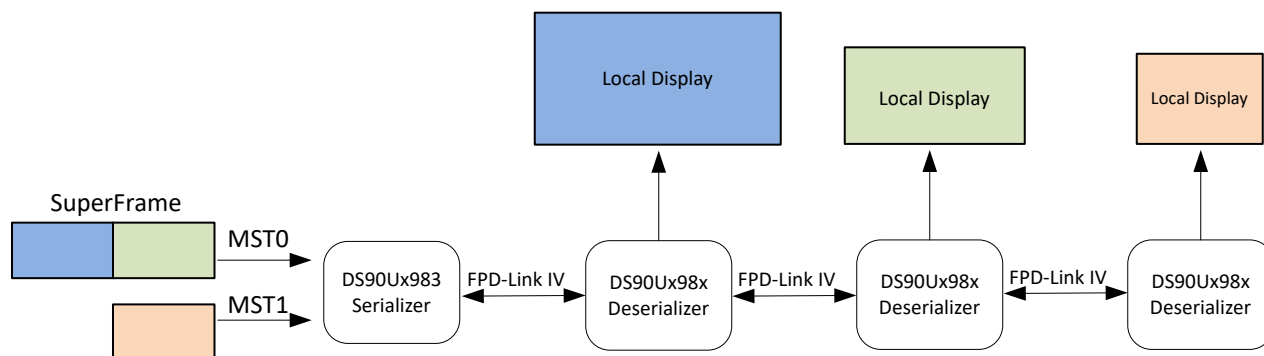 Local Display
Local Display
Local Display
SuperFrame
MST0
MST1
DS90Ux983
Serializer
FPD-Link IV
DS90Ux98x
Deserializer
FPD-Link IV
DS90Ux98x
Deserializer
FPD-Link IV
DS90Ux98x
Deserializer